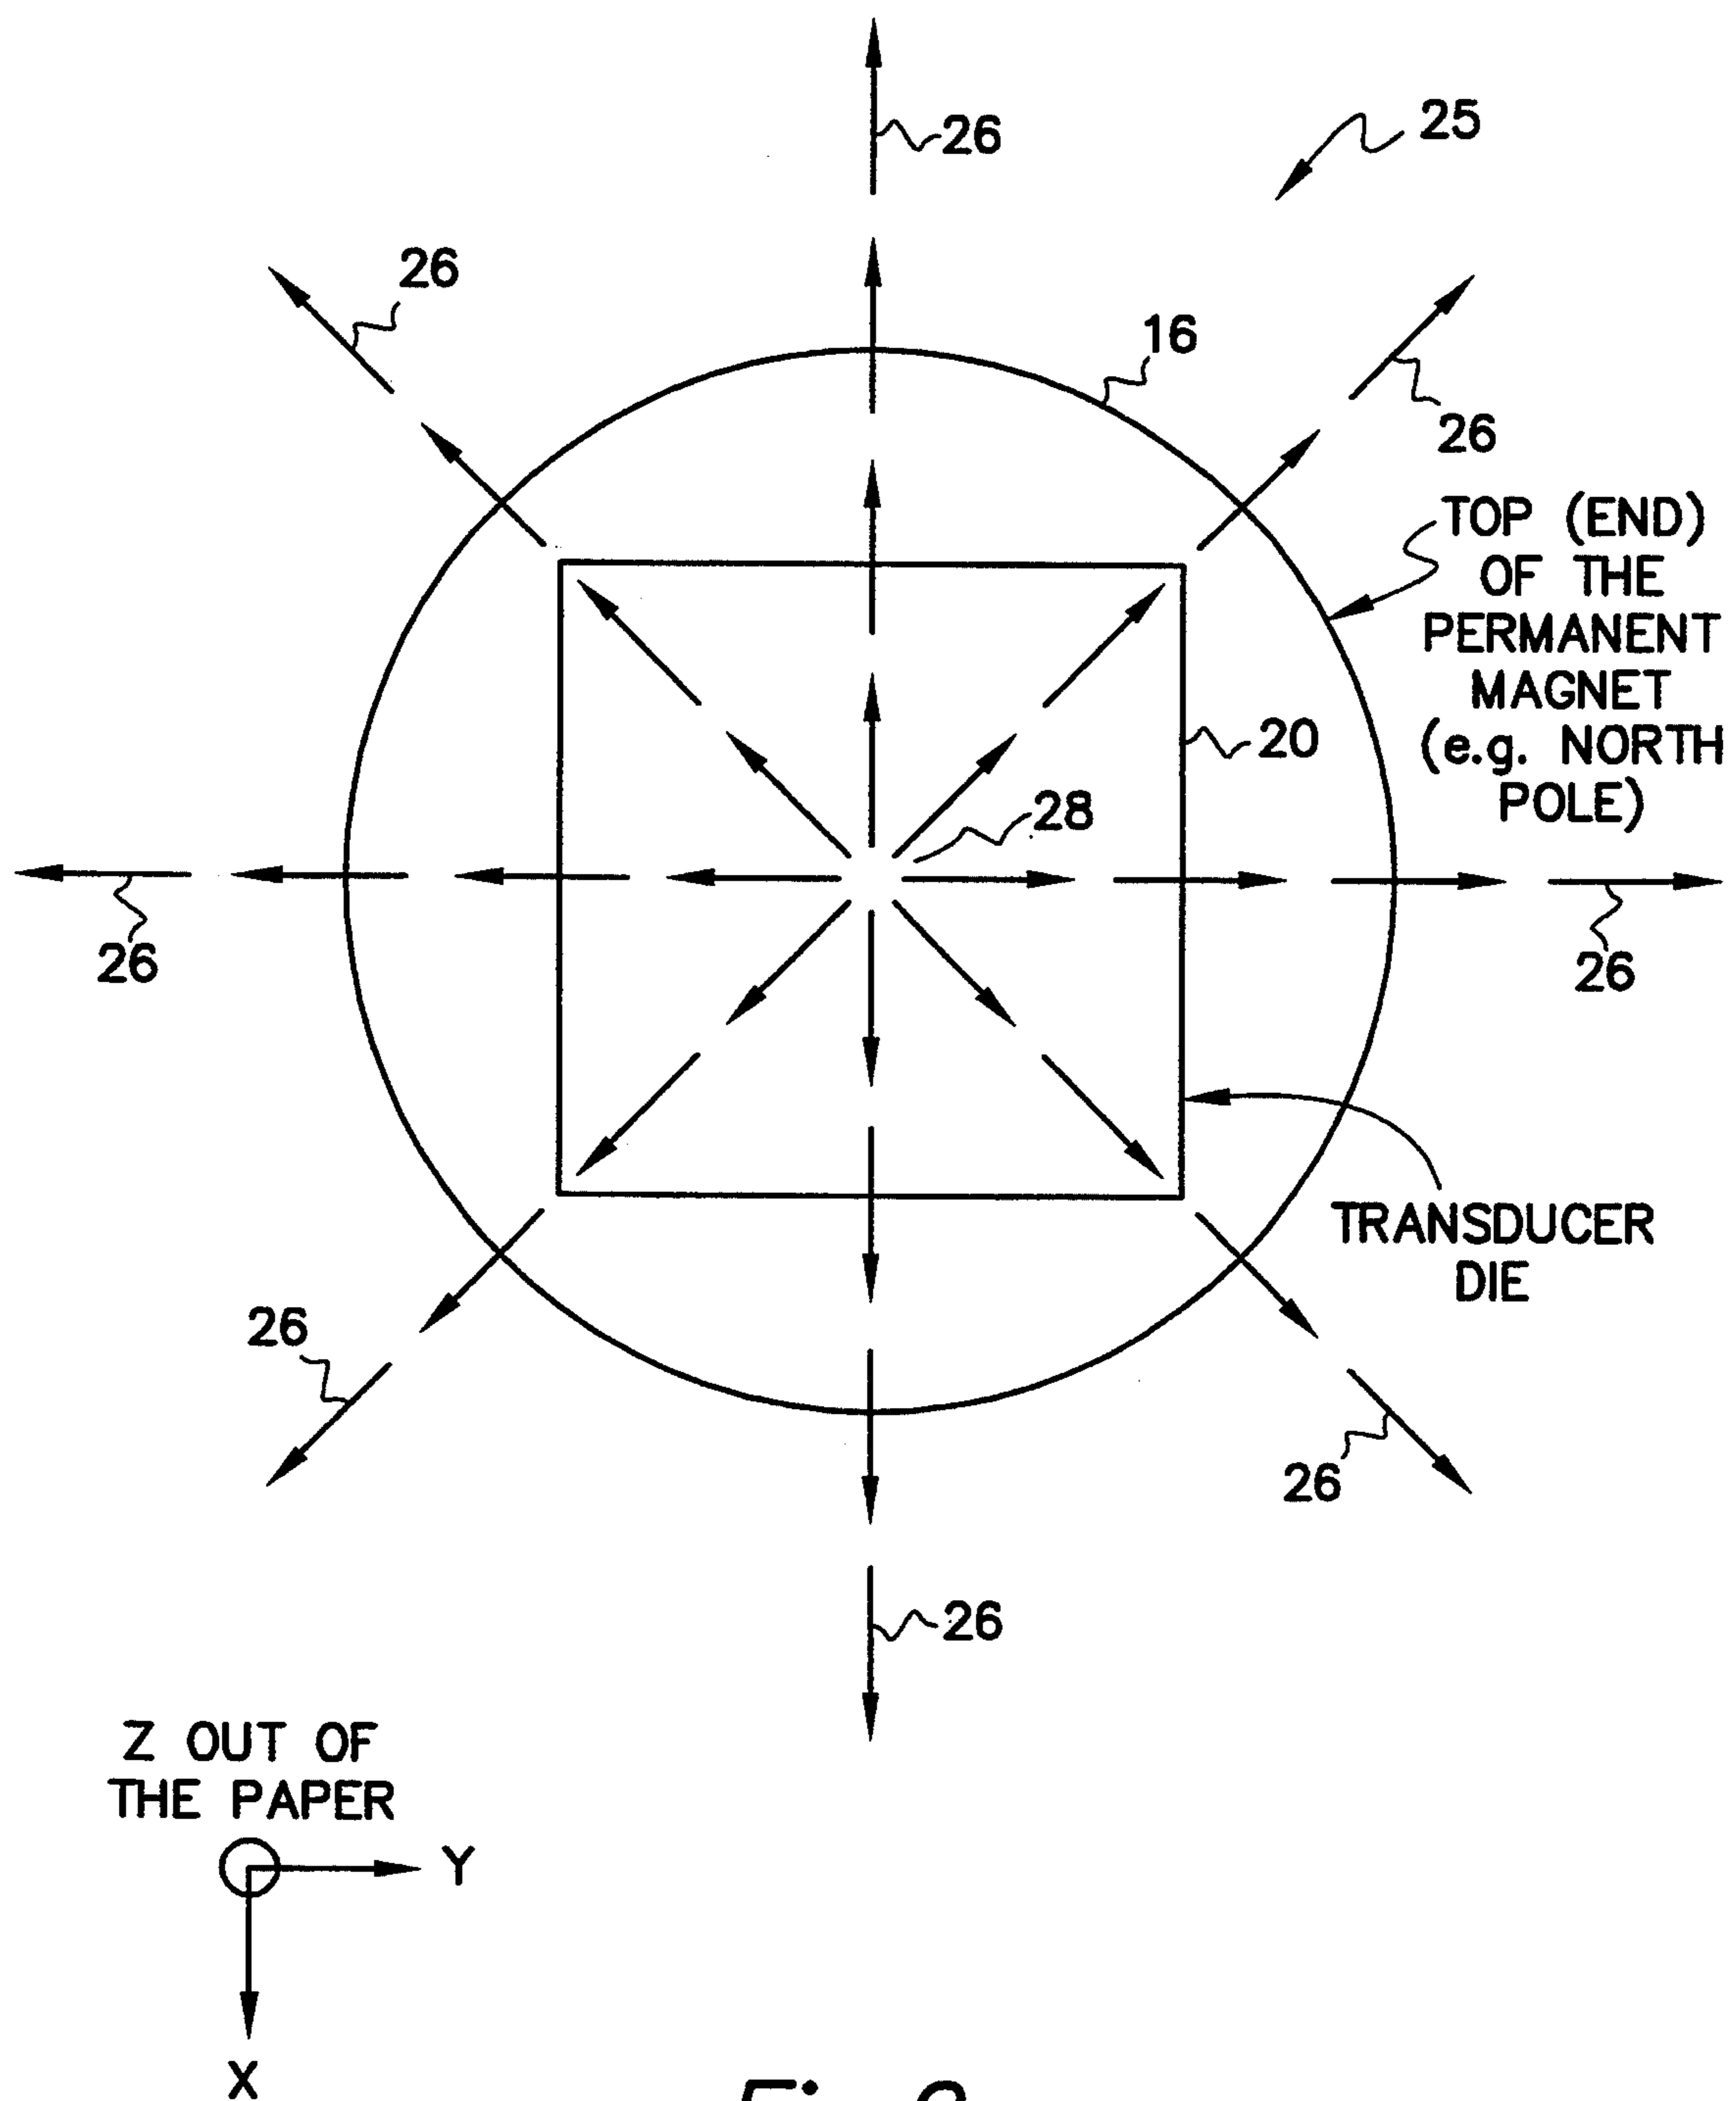 26
25
26
16
26
TOP (END)
OF THE
PERMANENT
MAGNET
(e.g. NORTH
POLE)
20
28
26
26
TRANSDUCER
DIE
26
26
26
Z OUT OF
THE PAPER
Y
X